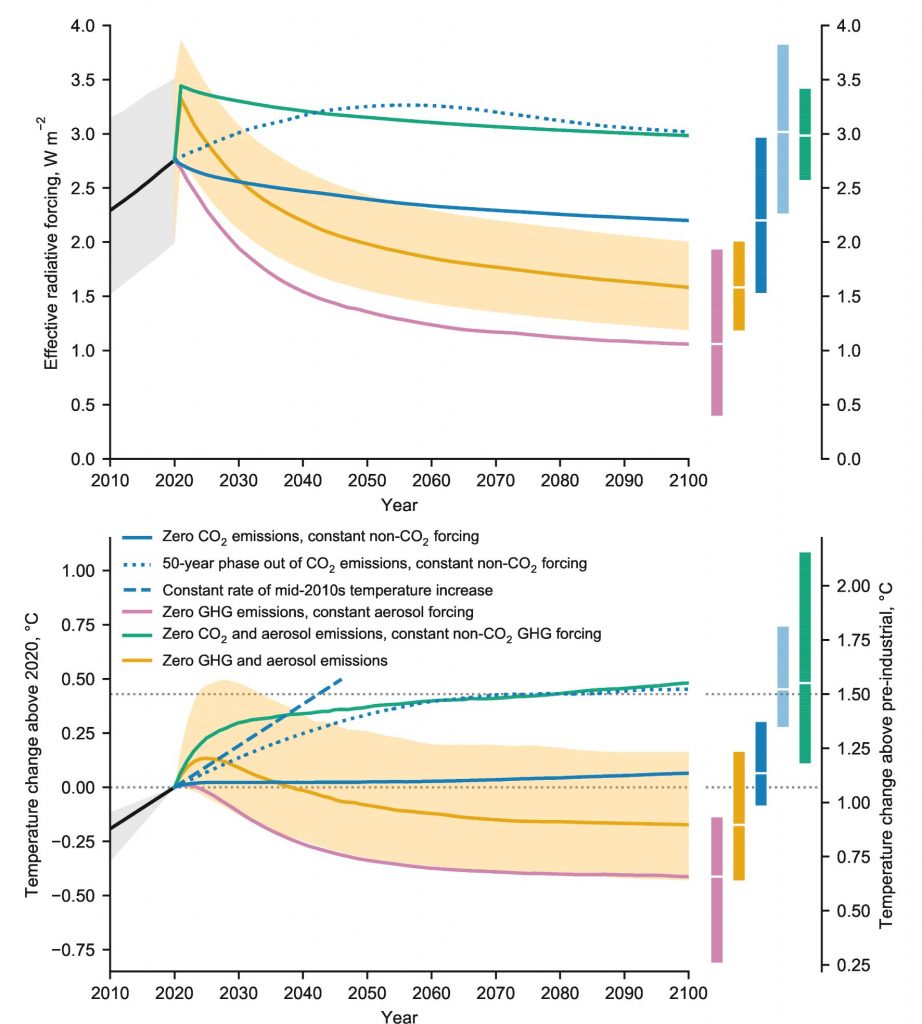 4.0
3.5
3.0
2.5
2.0
1.5
1.0
0.5
0.0
Effective radiative forcing, W m−2
2010 2020 2030 2040 2050 2060 2070 2080 2090 2100
Year
4.0
3.5
3.0
2.5
2.0
1.5
1.0
0.5
0.0
Zero CO2 emissions, constant non-CO2 forcing
50-year phase out of CO2 emissions, constant non-CO2 forcing
Constant rate of mid-2010s temperature increase
Zero GHG emissions, constant aerosol forcing
Zero CO2 and aerosol emissions, constant non-CO2 GHG forcing
Zero GHG and aerosol emissions
1.00
0.75
0.50
0.25
0.00
−0.25
−0.50
−0.75
Temperature change above 2020, °C
2010 2020 2030 2040 2050 2060 2070 2080 2090 2100
Year
2.00
1.75
1.50
1.25
1.00
0.75
0.50
0.25
Temperature change above pre-industrial, °C